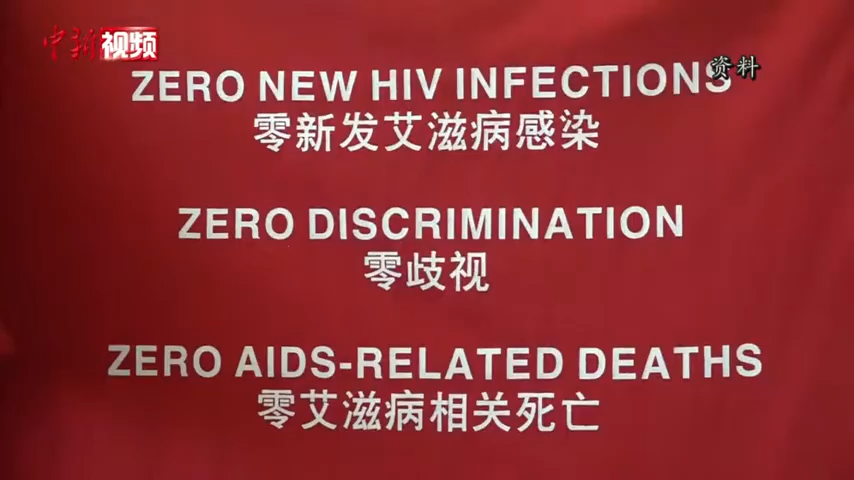 中新视频
资料
ZERO NEW HIV INFECTIONS
零新发艾滋病感染
ZERO DISCRIMINATION
零歧视
ZERO AIDS-RELATED DEATHS
零艾滋病相关死亡